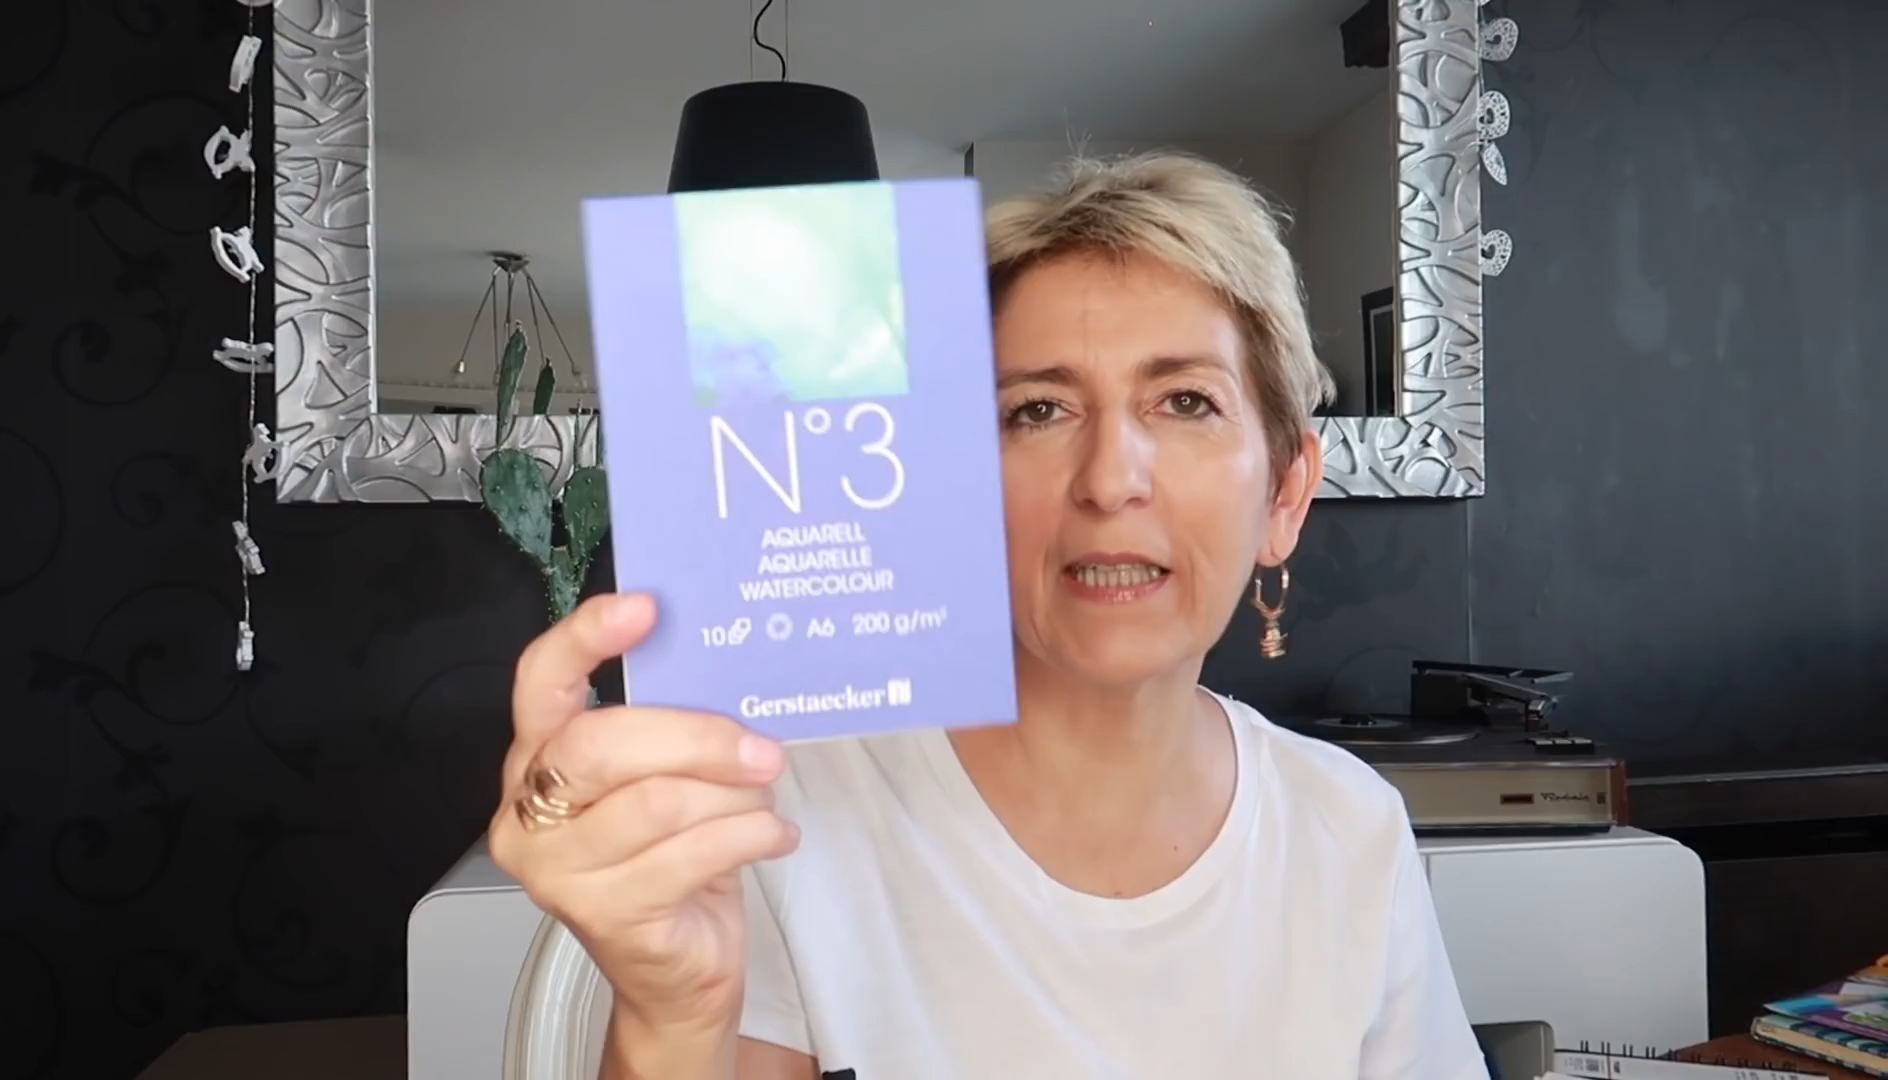 N°3
AQUARELL
AQUARELLE
WATERCOLOUR
10 A6 200 g/m²
Gerstaecker